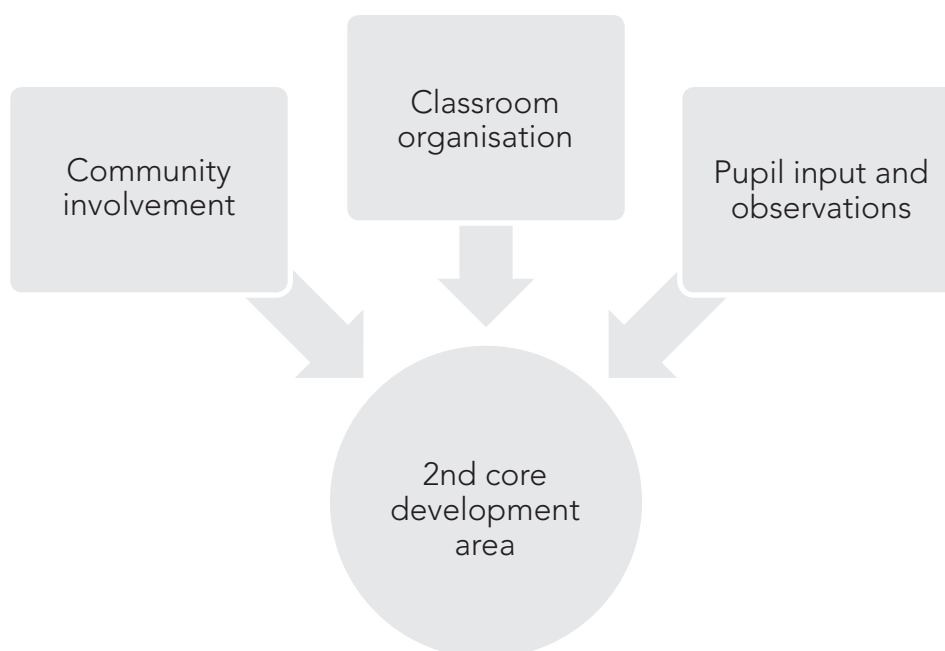 Community
involvement
Classroom
organisation
Pupil input and
observations
2nd core
development
area